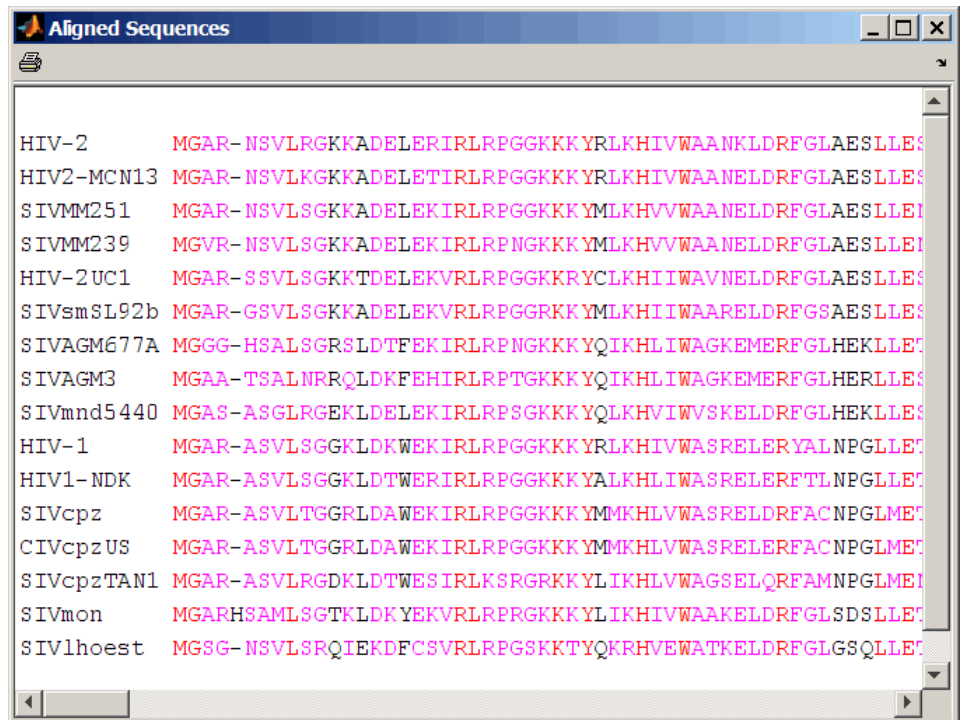 Aligned Sequences
HIV-2 MGAR-NSVLRGKKADELERIRLRPGGKKKYRLKHIVWAANKLDRFGLAESLLES
HIV2-MCN13 MGAR-NSVLKGKKADELETIRLRPGGKKKYRLKHIVWAANELDRFGLAESLLES
SIVMM251 MGAR-NSVLSGKKADELEKIRLRPGGKKKYMLKHVVWAANELDRFGLAESLLEN
SIVMM239 MGVR-NSVLSGKKADELEKIRLRPNGKKKYMLKHVVWAANELDRFGLAESLLEN
HIV-2UC1 MGAR-SSVLSGKKTDELEKVRLRPGGKKRYCLKHIIWAVNELDRFGLAESLLES
SIVsmSL92b MGAR-GSVLSGKKADELEKVRLRPGGRKKYMLKHIIWAARELDRFGSAESLLES
SIVAGM677A MGGG-HSALSGRSLDTFEKIRLRPNGKKKYQIKHLIWAGKEMERFGLHEKLLET
SIVAGM3 MGAA-TSALNRRQLDKFEHIRLRPTGKKKYQIKHLIWAGKEMERFGLHERLLES
SIVmnd5440 MGAS-ASGLRGEKLDELEKIRLRPSGKKKYQLKHVIWVSKELDRFGLHEKLLES
HIV-1 MGAR-ASVLSGGKLDKWEKIRLRPGGKKKYRLKHIVWASRELERYALNPGLLET
HIV1-NDK MGAR-ASVLSGGKLDTWERIRLRPGGKKKYALKHLIWASRELERFTLNPGLLET
SIVcpz MGAR-ASVLTGGRLDAWEKIRLRPGGKKKYMMKHLVWASRELDRFACNPGLMET
CIVcpzUS MGAR-ASVLTGGRLDAWEKIRLRPGGKKKYMMKHLVWASRELERFACNPGLMET
SIVcpzTAN1 MGAR-ASVLRGDKLDTWESIRLKSRGRKKYLIKHLVWAGSELQRFAMNPGLMEN
SIVmon MGARHSAMLSGTKLDKYEKVRLRPRGKKKYLIKHIVWAAKELDRFGLSDSLLET
SIVlhoest MGSG-NSVLSRQIEKDFCSVRLRPGSKKTYQKRHVEWATKELDRFGLGSQLLET